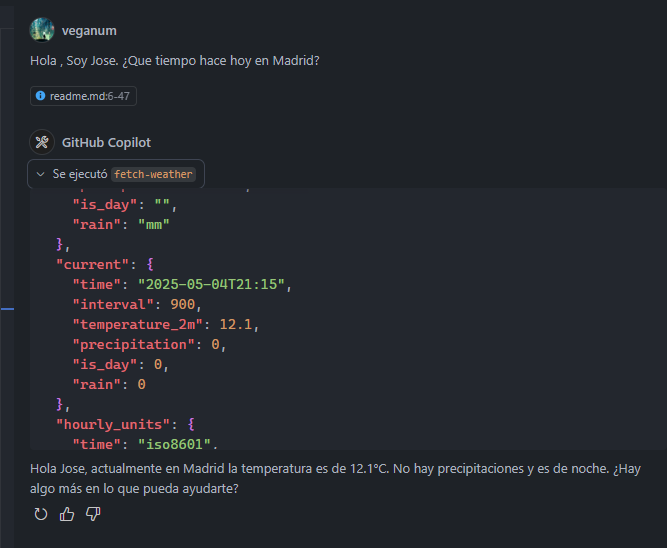 veganum
Hola , Soy Jose. ¿Que tiempo hace hoy en Madrid?
readme.md:6-47
GitHub Copilot
Se ejecutó fetch-weather
"is_day": "",
"rain": "mm"
},
"current": {
"time": "2025-05-04T21:15",
"interval": 900,
"temperature_2m": 12.1,
"precipitation": 0,
"is_day": 0,
"rain": 0
},
"hourly_units": {
"time": "iso8601",
Hola Jose, actualmente en Madrid la temperatura es de 12.1°C. No hay precipitaciones y es de noche. ¿Hay
algo más en lo que pueda ayudarte?